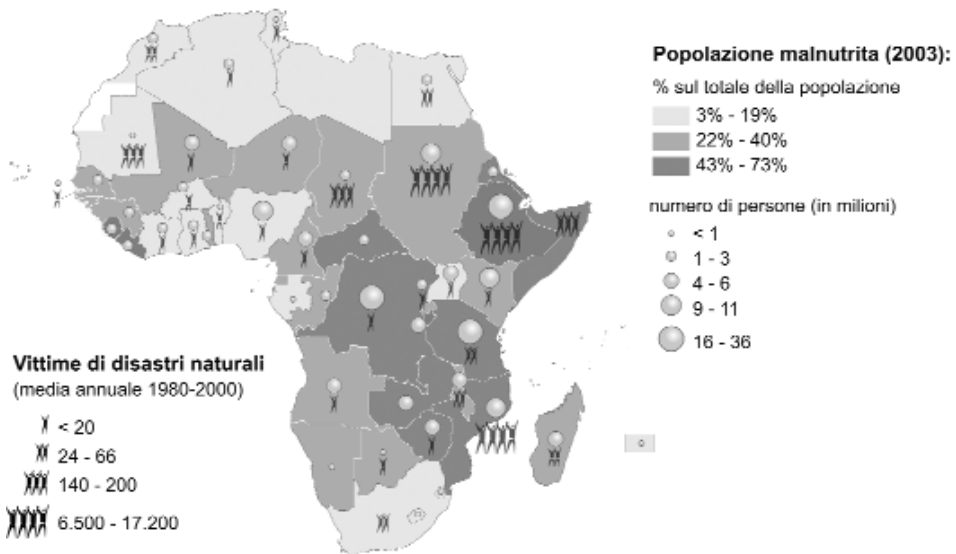 Popolazione malnutrita (2003):
% sul totale della popolazione
3% - 19%
22% - 40%
43% - 73%
numero di persone (in milioni)
< 1
1 - 3
4 - 6
9 - 11
16 - 36
Vittime di disastri naturali
(media annuale 1980-2000)
< 20
24 - 66
140 - 200
6.500 - 17.200